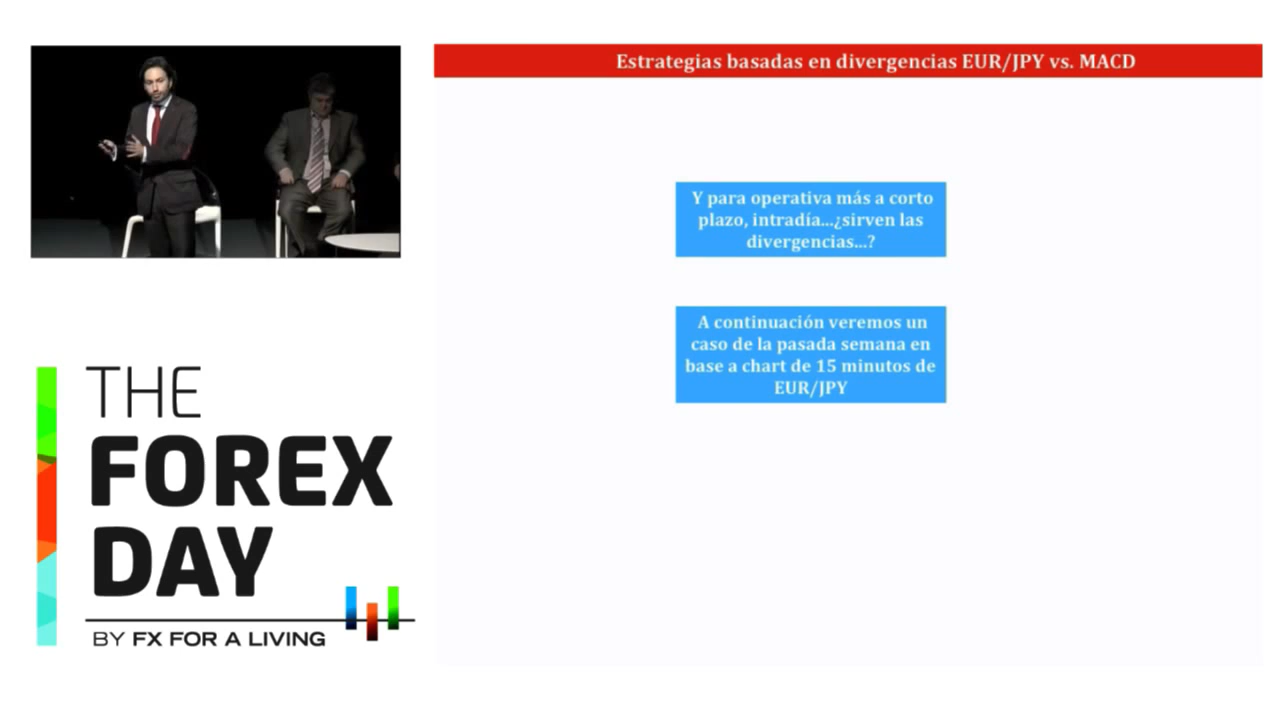 Estrategias basadas en divergencias EUR/JPY vs. MACD
Y para operativa más a corto
plazo, intradía...¿sirven las
divergencias...?
A continuación veremos un
caso de la pasada semana en
base a chart de 15 minutos de
EUR/JPY
THE
FOREX
DAY
BY FX FOR A LIVING